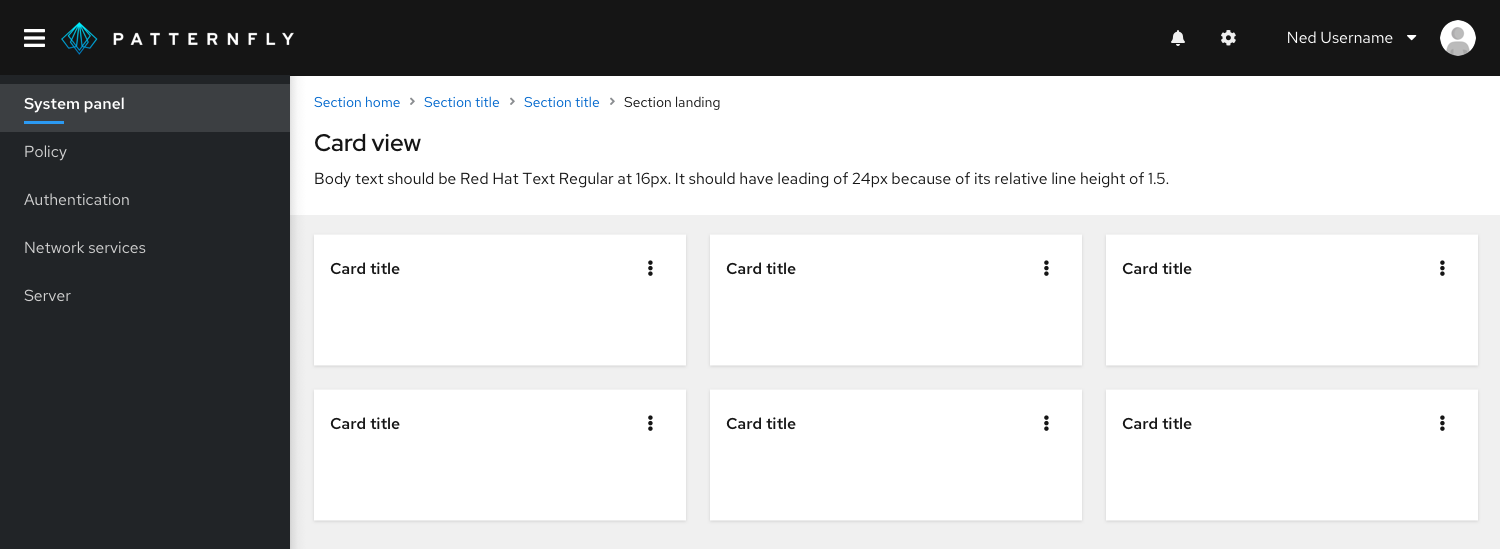 PATTERNFLY
Ned Username
System panel
Policy
Authentication
Network services
Server
Section home Section title Section title Section landing
Card view
Body text should be Red Hat Text Regular at 16px. It should have leading of 24px because of its relative line height of 1.5.
Card title Card title Card title
Card title Card title Card title